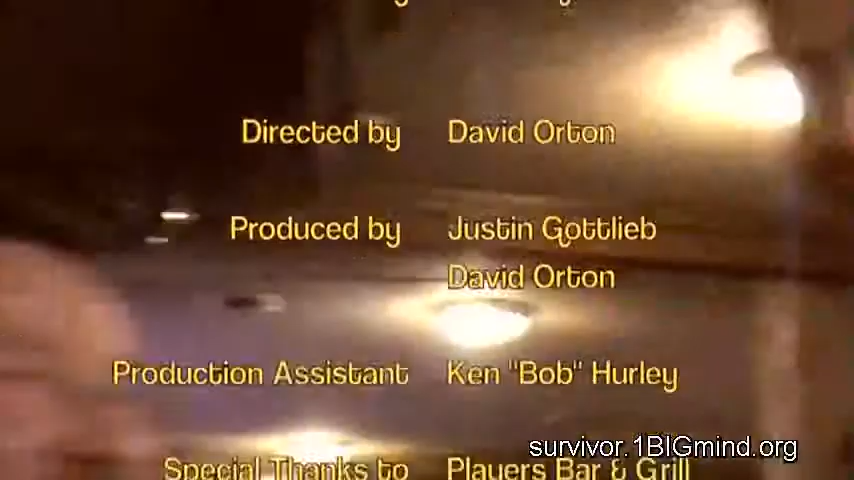 Directed by David Orton
Produced by Justin Gottlieb
David Orton
Production Assistant Ken "Bob" Hurley
survivor.1BIGmind.org
Special Thanks to Players Bar & Grill